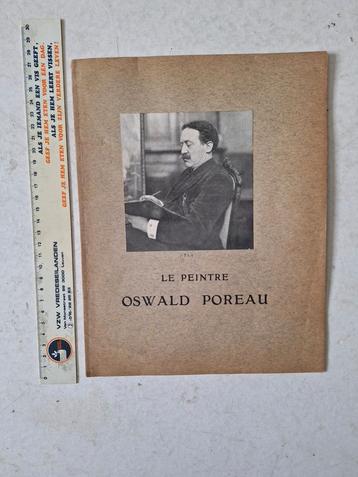 ALS JE IEMAND EEN VIS GEEFT,
GEEF JE HEM ETEN VOOR EEN DAG.
ALS JE HEM LEERT VISSEN,
GEEF JE HEM ETEN VOOR ZIJN VERDERE LEVEN!
VZW VREDESEILANDEN
LE PEINTRE
OSWALD POREAU